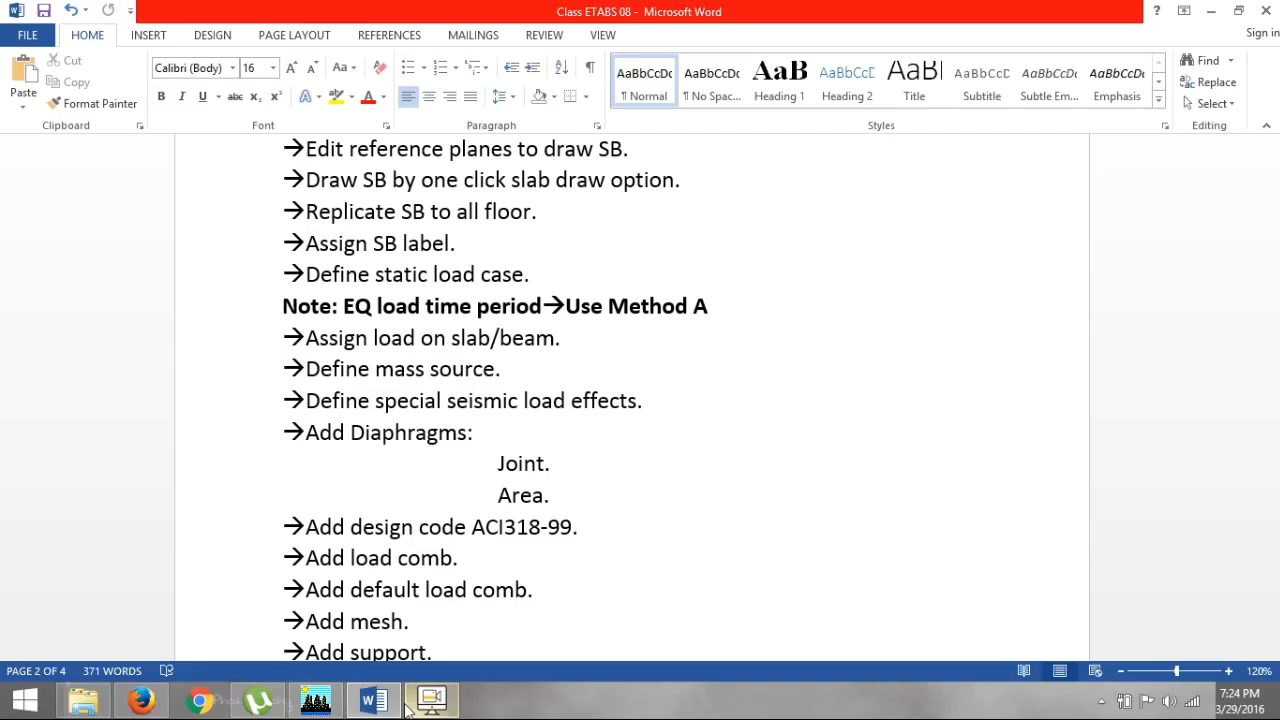 Class ETABS 08 - Microsoft Word
Sign in
FILE HOME INSERT DESIGN PAGE LAYOUT REFERENCES MAILINGS REVIEW VIEW
Paste
Cut
Copy
Format Painter
Clipboard
Calibri (Body) 16
Font
Paragraph
AaBbCcDc AaBbCcDc AaB AaBbCcD AaB AaBbCcD AaBbCcDc AaBbCcDc
¶ Normal ¶ No Spac... Heading 1 Heading 2 Title Subtitle Subtle Em... Emphasis
Styles
Find
Replace
Select
Editing
→Edit reference planes to draw SB.
→Draw SB by one click slab draw option.
→Replicate SB to all floor.
→Assign SB label.
→Define static load case.
Note: EQ load time period→Use Method A
→Assign load on slab/beam.
→Define mass source.
→Define special seismic load effects.
→Add Diaphragms:
Joint.
Area.
→Add design code ACI318-99.
→Add load comb.
→Add default load comb.
→Add mesh.
→Add support.
PAGE 2 OF 4 371 WORDS
120%
7:24 PM
3/29/2016